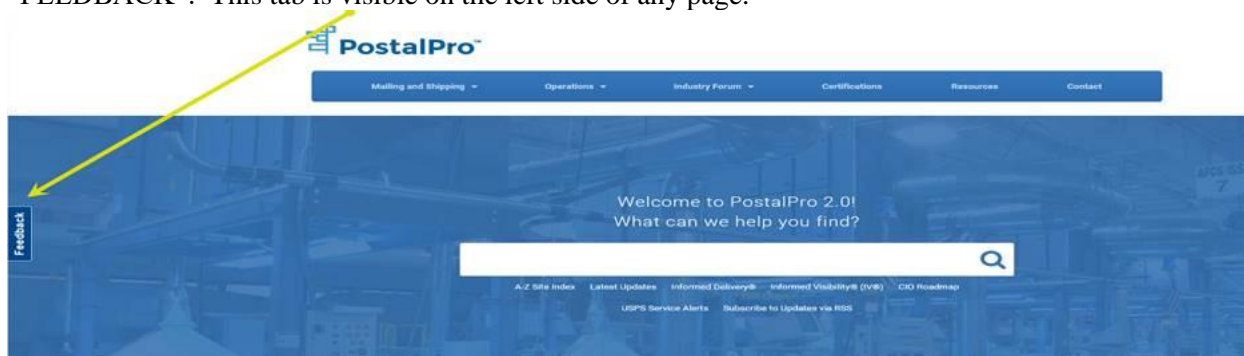 "FEEDBACK". This tab is visible on the left side of any page.
PostalPro™
Mailing and Shipping Operations Industry Forum Certifications Resources Contact
Welcome to PostalPro 2.0!
What can we help you find?
Feedback
A-Z Site Index Latest Updates Informed Delivery® Informed Visibility® (IV®) CIO Roadmap
USPS Service Alerts Subscribe to Updates via RSS
7